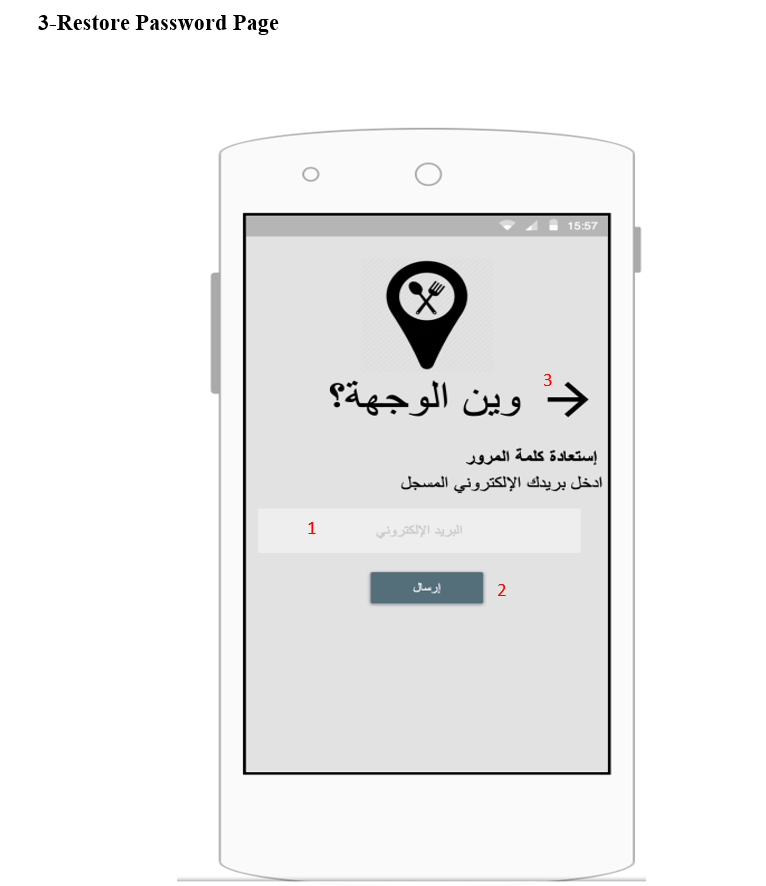 3-Restore Password Page
15:57
3
وين الوجهة؟
إستعادة كلمة المرور
ادخل بريدك الإلكتروني المسجل
1
البريد الإلكتروني
إرسال
2